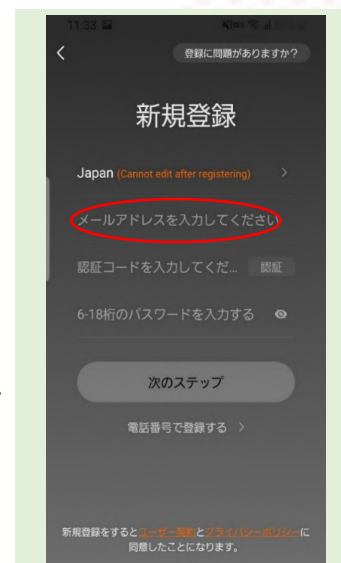 11:33
登録に問題がありますか?
新規登録
Japan (Cannot edit after registering)
メールアドレスを入力してください
認証コードを入力してくだ... 認証
6-18桁のパスワードを入力する
次のステップ
電話番号で登録する
新規登録をするとユーザー契約とプライバシーポリシーに
同意したことになります。